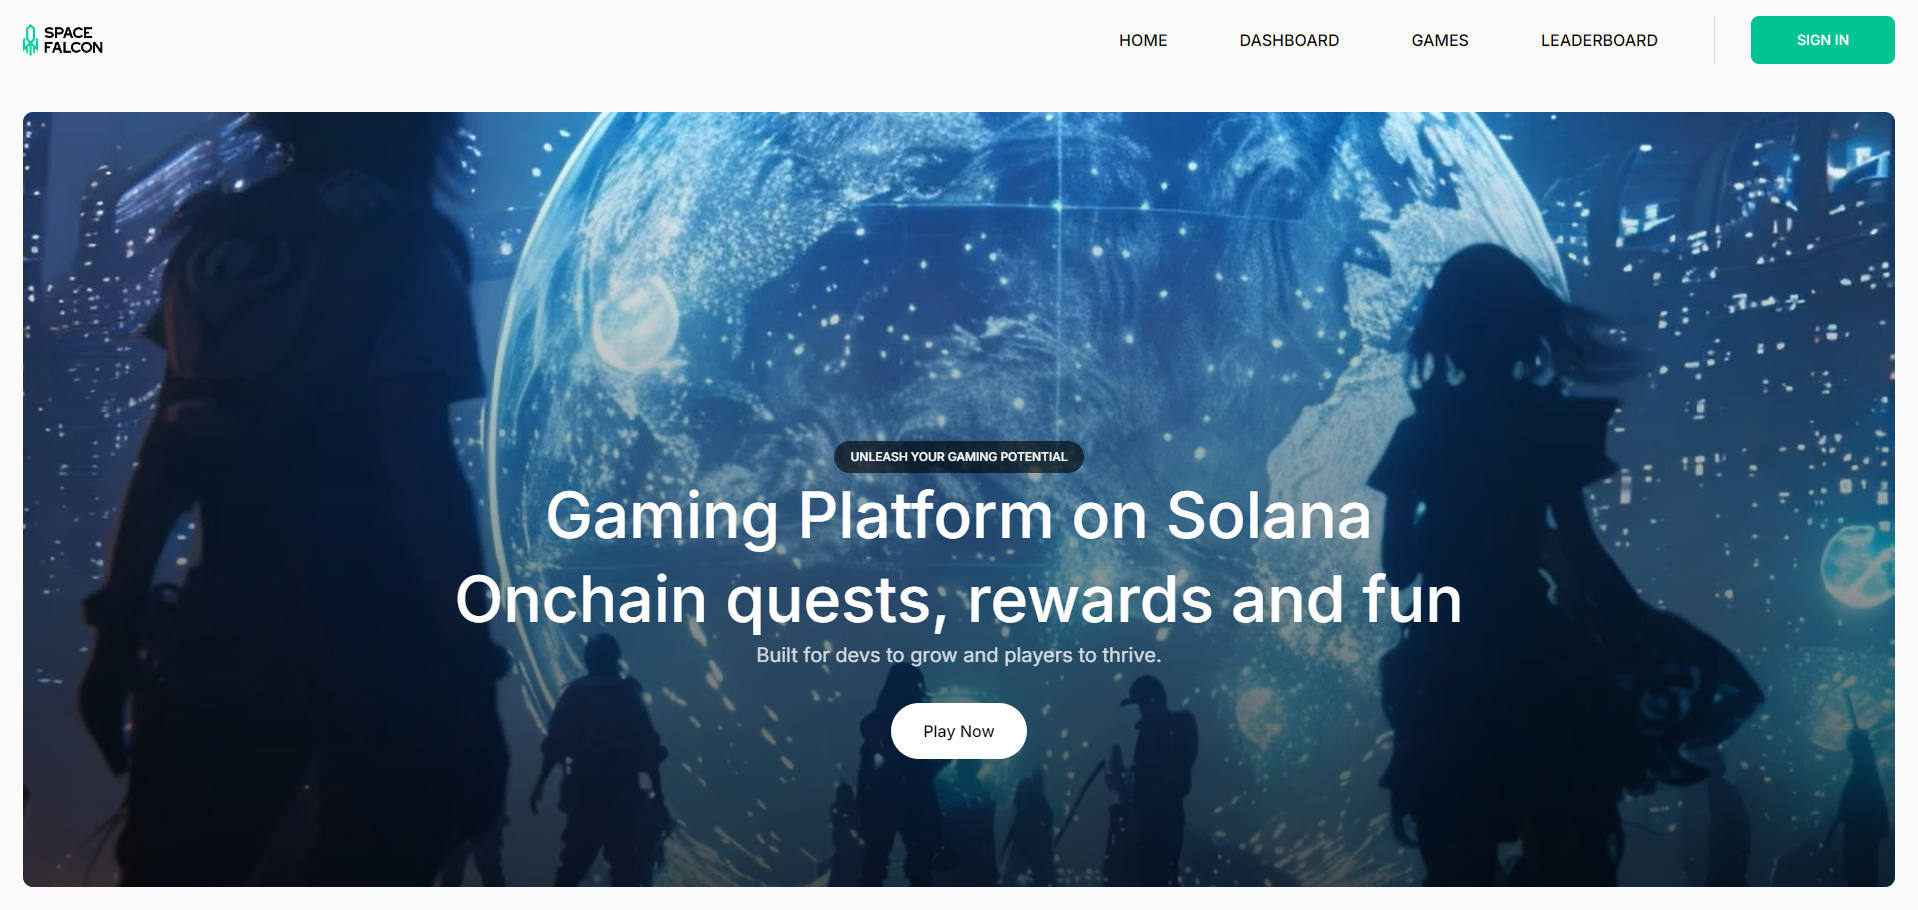 SPACE
FALCON
HOME
DASHBOARD
GAMES
LEADERBOARD
SIGN IN
UNLEASH YOUR GAMING POTENTIAL
Gaming Platform on Solana
Onchain quests, rewards and fun
Built for devs to grow and players to thrive.
Play Now